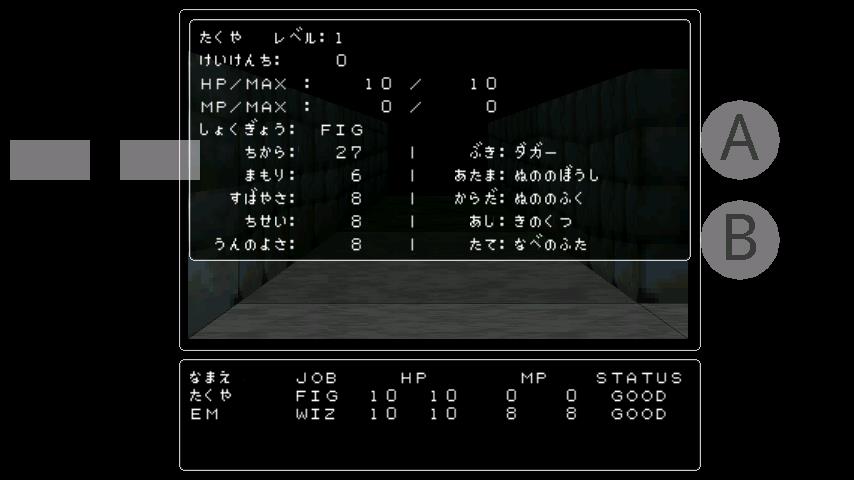 たくや レベル: 1
けいけんち: 0
HP/MAX : 10 / 10
MP/MAX : 0 / 0
しょくぎょう: FIG
ちから: 27 | ぶき: ダガー
まもり: 6 | あたま: ぬののぼうし
すばやさ: 8 | からだ: ぬののふく
ちせい: 8 | あし: きのくつ
うんのよさ: 8 | たて: なべのふた
A
B
なまえ JOB HP MP STATUS
たくや FIG 10 10 0 0 GOOD
EM WIZ 10 10 8 8 GOOD